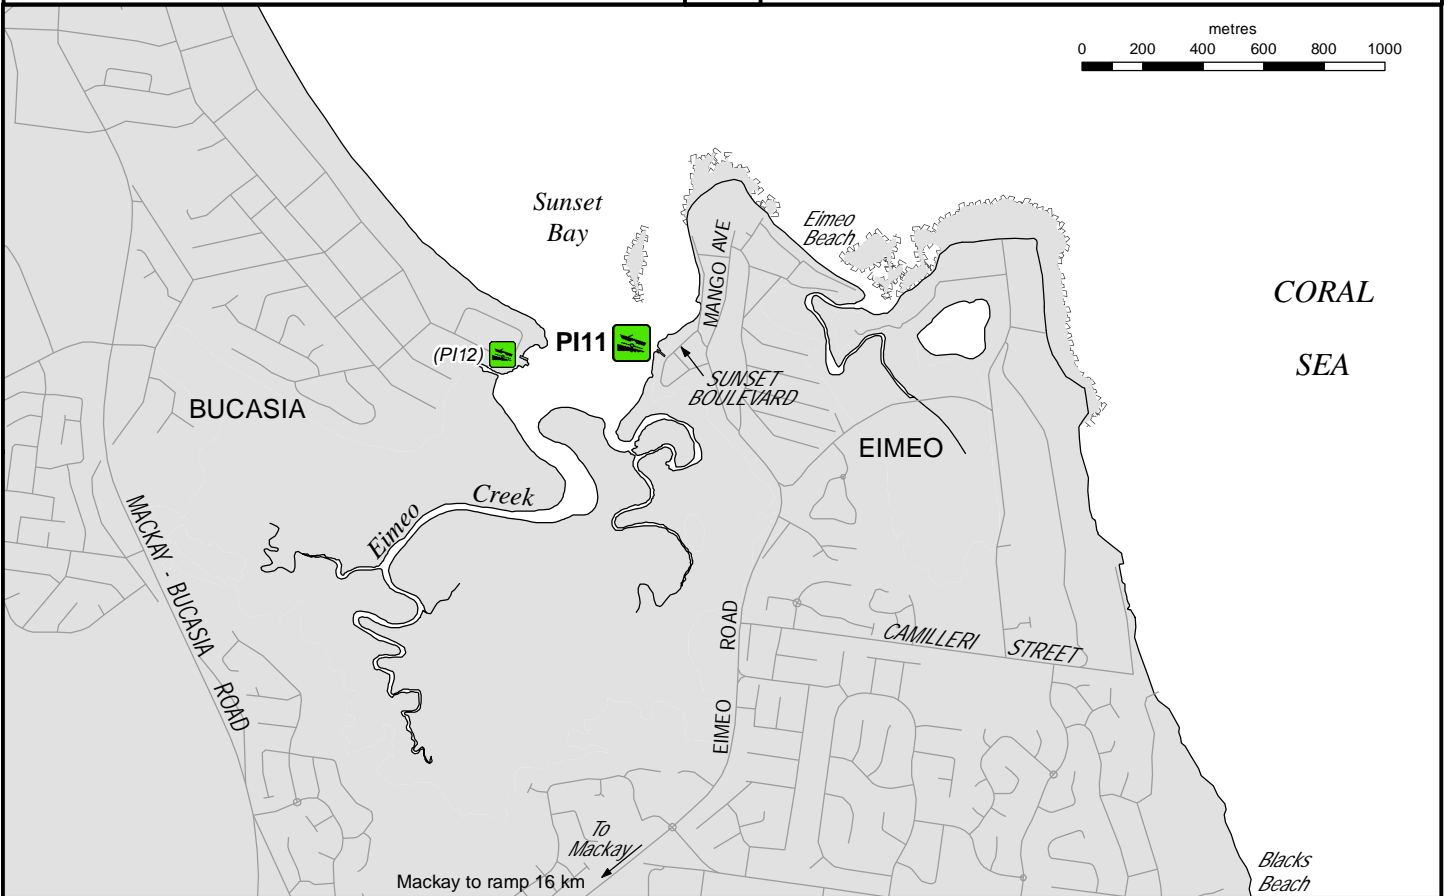 metres
0 200 400 600 800 1000
Sunset
Bay
Eimeo
Beach
MANGO AVE
CORAL
SEA
PI11
(PI12)
SUNSET
BOULEVARD
BUCASIA
EIMEO
Eimeo Creek
MACKAY - BUCASIA ROAD
EIMEO ROAD
CAMILLERI STREET
To
Mackay
Mackay to ramp 16 km
Blacks
Beach